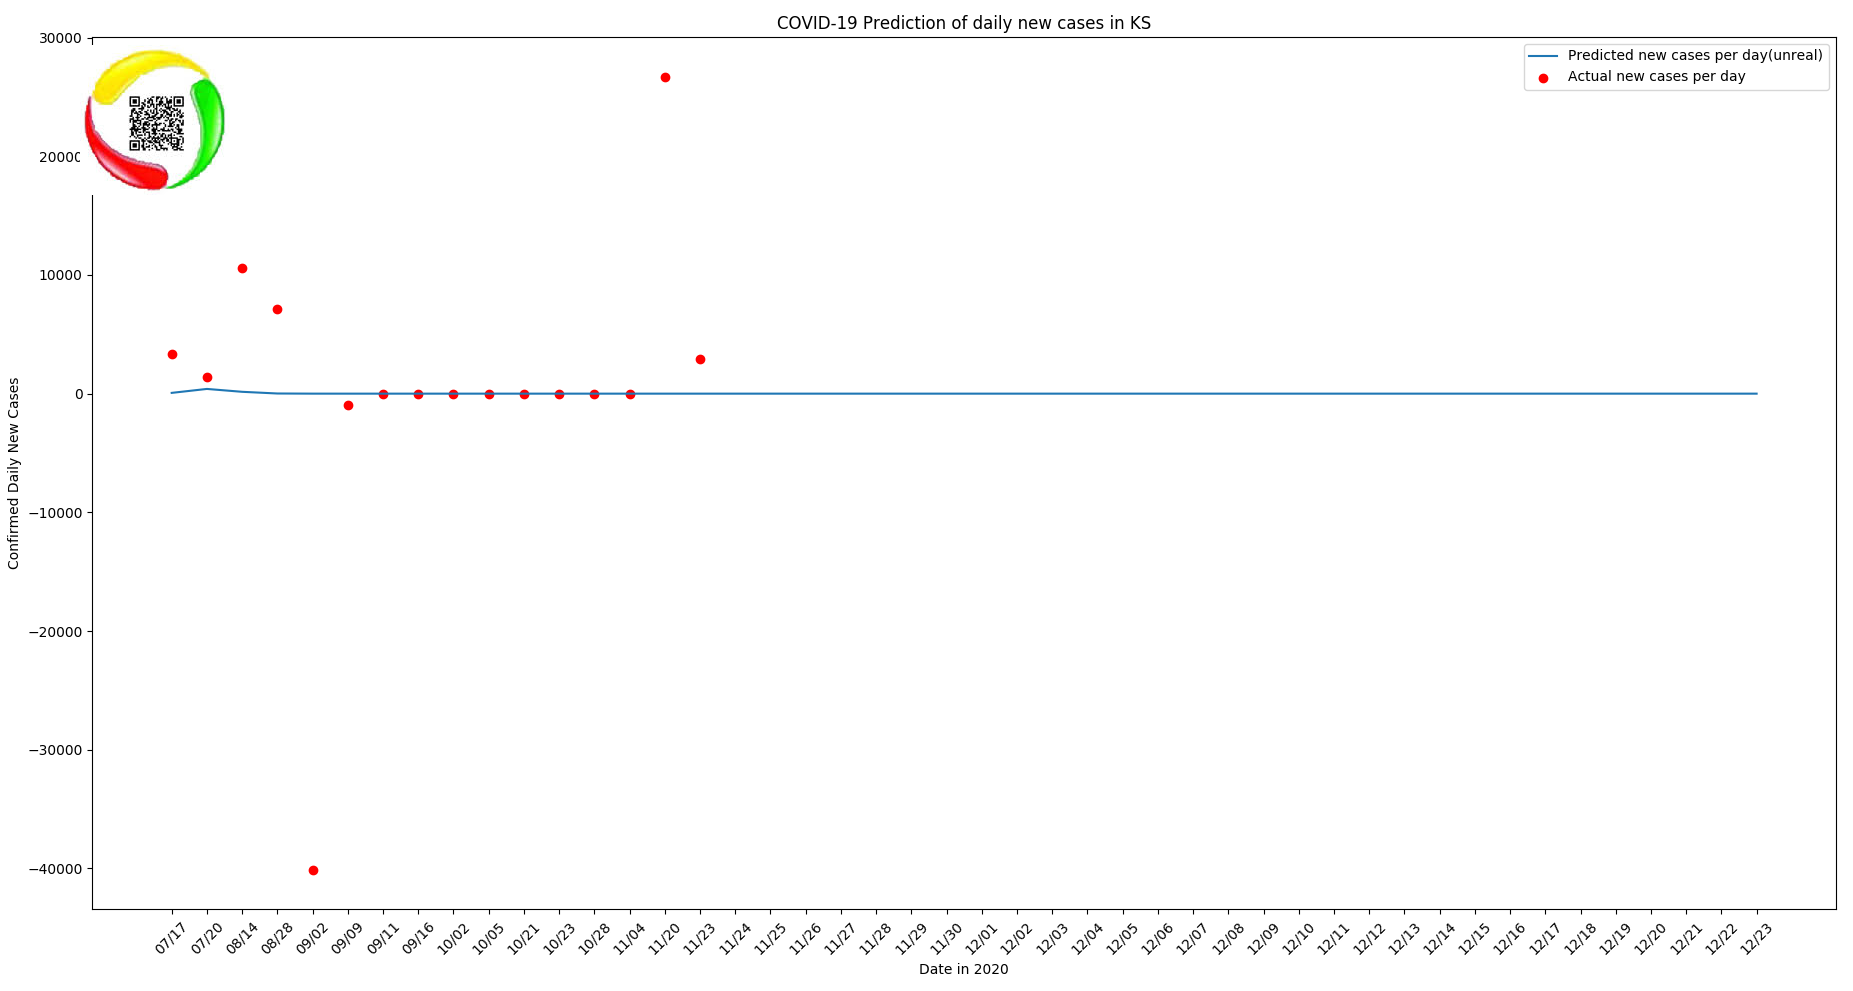 COVID-19 Prediction of daily new cases in KS
Predicted new cases per day(unreal)
Actual new cases per day
30000
20000
10000
0
−10000
−20000
−30000
−40000
Confirmed Daily New Cases
07/17 07/20 08/14 08/28 09/02 09/09 09/11 09/16 10/02 10/05 10/21 10/23 10/28 11/04 11/20 11/23 11/24 11/25 11/26 11/27 11/28 11/29 11/30 12/01 12/02 12/03 12/04 12/05 12/06 12/07 12/08 12/09 12/10 12/11 12/12 12/13 12/14 12/15 12/16 12/17 12/18 12/19 12/20 12/21 12/22 12/23
Date in 2020